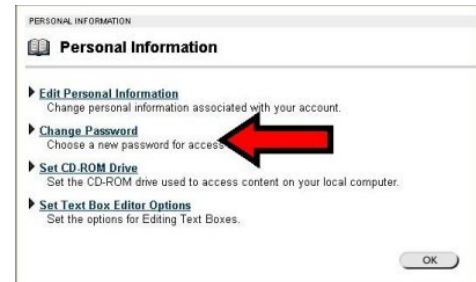 PERSONAL INFORMATION
Personal Information
Edit Personal Information
Change personal information associated with your account.
Change Password
Choose a new password for access
Set CD-ROM Drive
Set the CD-ROM drive used to access content on your local computer.
Set Text Box Editor Options
Set the options for Editing Text Boxes.
OK